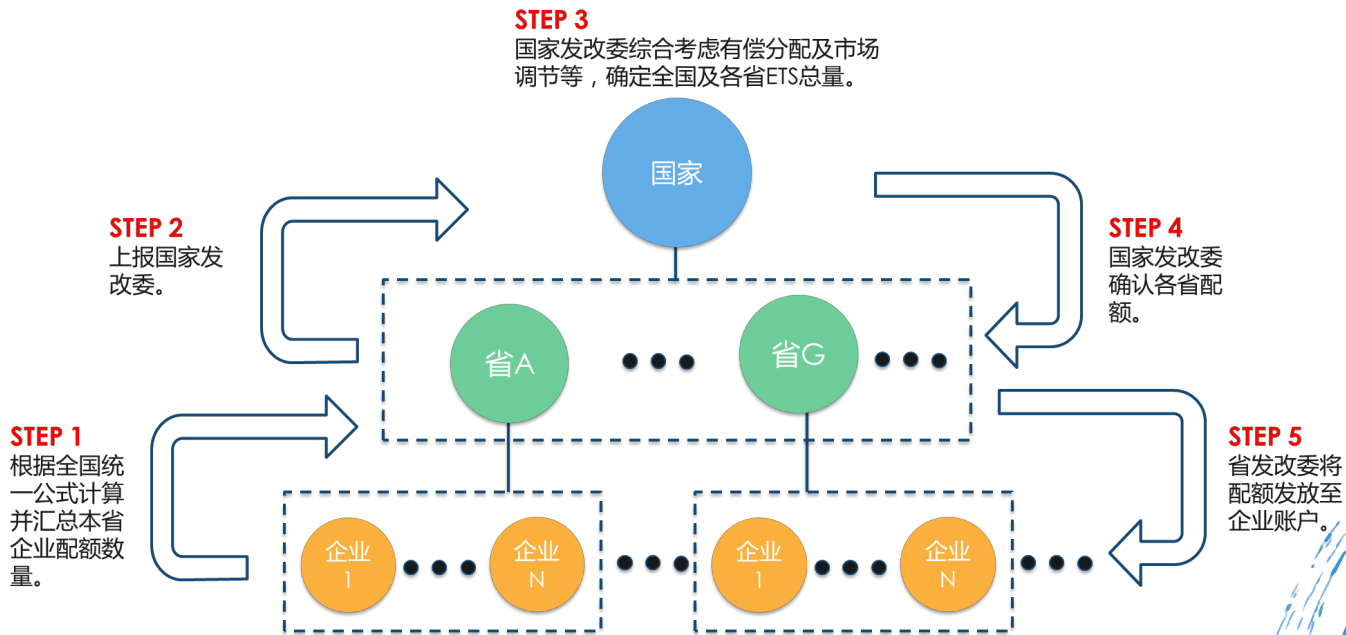 STEP 3
国家发改委综合考虑有偿分配及市场
调节等，确定全国及各省ETS总量。
国家
STEP 2
上报国家发
改委。
STEP 4
国家发改委
确认各省配
额。
省A
省G
STEP 1
根据全国统
一公式计算
并汇总本省
企业配额数
量。
STEP 5
省发改委将
配额发放至
企业账户。
企业
1
企业
N
企业
1
企业
N